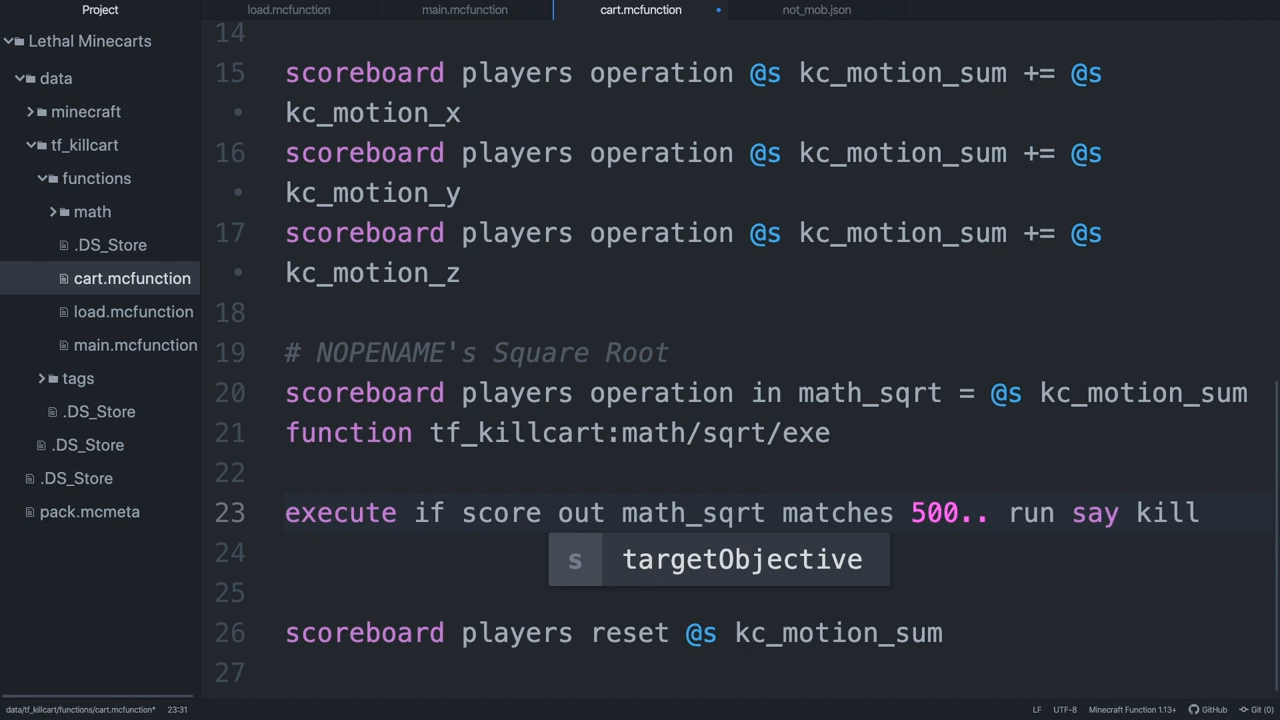 Project
load.mcfunction
main.mcfunction
cart.mcfunction
not_mob.json
Lethal Minecarts
data
minecraft
tf_killcart
functions
math
.DS_Store
cart.mcfunction
load.mcfunction
main.mcfunction
tags
.DS_Store
.DS_Store
.DS_Store
pack.mcmeta
14
15 scoreboard players operation @s kc_motion_sum += @s
kc_motion_x
16 scoreboard players operation @s kc_motion_sum += @s
kc_motion_y
17 scoreboard players operation @s kc_motion_sum += @s
kc_motion_z
18
19 # NOPENAME's Square Root
20 scoreboard players operation in math_sqrt = @s kc_motion_sum
21 function tf_killcart:math/sqrt/exe
22
23 execute if score out math_sqrt matches 500.. run say kill
s targetObjective
24
25
26 scoreboard players reset @s kc_motion_sum
27
data/tf_killcart/functions/cart.mcfunction* 23:31
LF UTF-8 Minecraft Function 1.13+ GitHub Git (0)